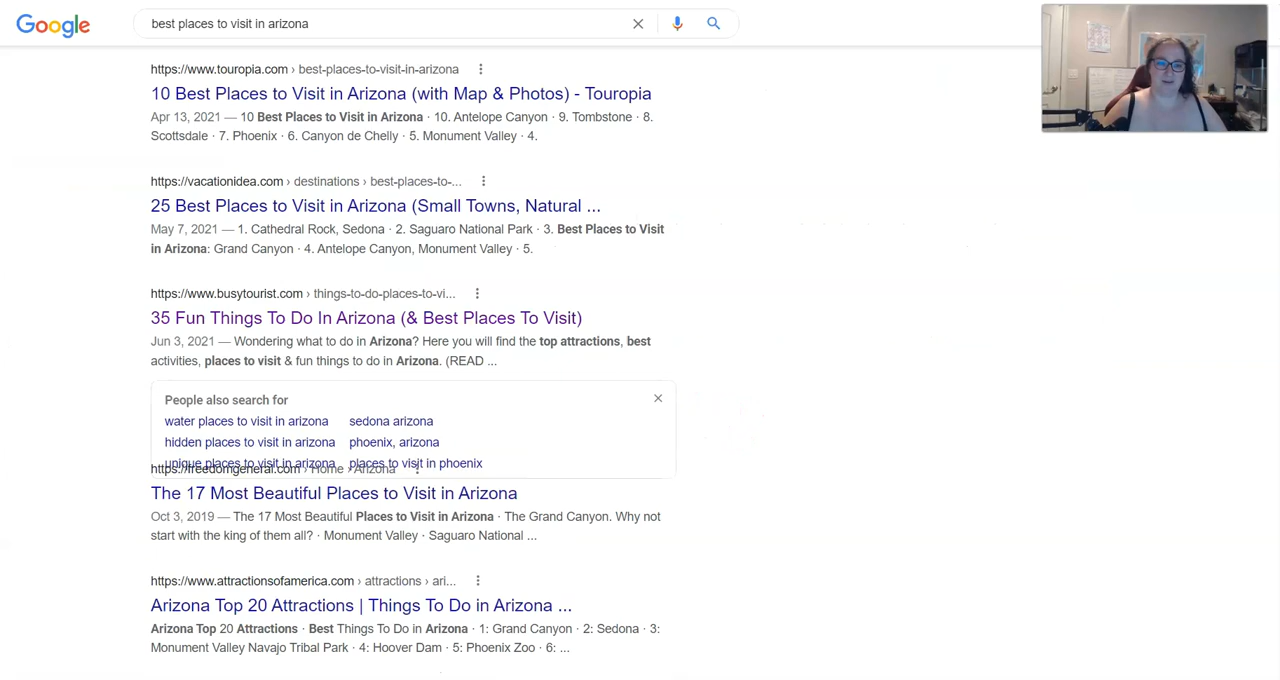 Google
best places to visit in arizona
https://www.touropia.com › best-places-to-visit-in-arizona
10 Best Places to Visit in Arizona (with Map & Photos) - Touropia
Apr 13, 2021 — 10 Best Places to Visit in Arizona · 10. Antelope Canyon · 9. Tombstone · 8.
Scottsdale · 7. Phoenix · 6. Canyon de Chelly · 5. Monument Valley · 4.
https://vacationidea.com › destinations › best-places-to-...
25 Best Places to Visit in Arizona (Small Towns, Natural ...
May 7, 2021 — 1. Cathedral Rock, Sedona · 2. Saguaro National Park · 3. Best Places to Visit
in Arizona: Grand Canyon · 4. Antelope Canyon, Monument Valley · 5.
https://www.busytourist.com › things-to-do-places-to-vi...
35 Fun Things To Do In Arizona (& Best Places To Visit)
Jun 3, 2021 — Wondering what to do in Arizona? Here you will find the top attractions, best
activities, places to visit & fun things to do in Arizona. (READ ...
People also search for
water places to visit in arizona sedona arizona
hidden places to visit in arizona phoenix, arizona
unique places to visit in arizona places to visit in phoenix
https://freedomgeneral.com › Home › Arizona
The 17 Most Beautiful Places to Visit in Arizona
Oct 3, 2019 — The 17 Most Beautiful Places to Visit in Arizona · The Grand Canyon. Why not
start with the king of them all? · Monument Valley · Saguaro National ...
https://www.attractionsofamerica.com › attractions › ari...
Arizona Top 20 Attractions | Things To Do in Arizona ...
Arizona Top 20 Attractions · Best Things To Do in Arizona · 1: Grand Canyon · 2: Sedona · 3:
Monument Valley Navajo Tribal Park · 4: Hoover Dam · 5: Phoenix Zoo · 6: ...